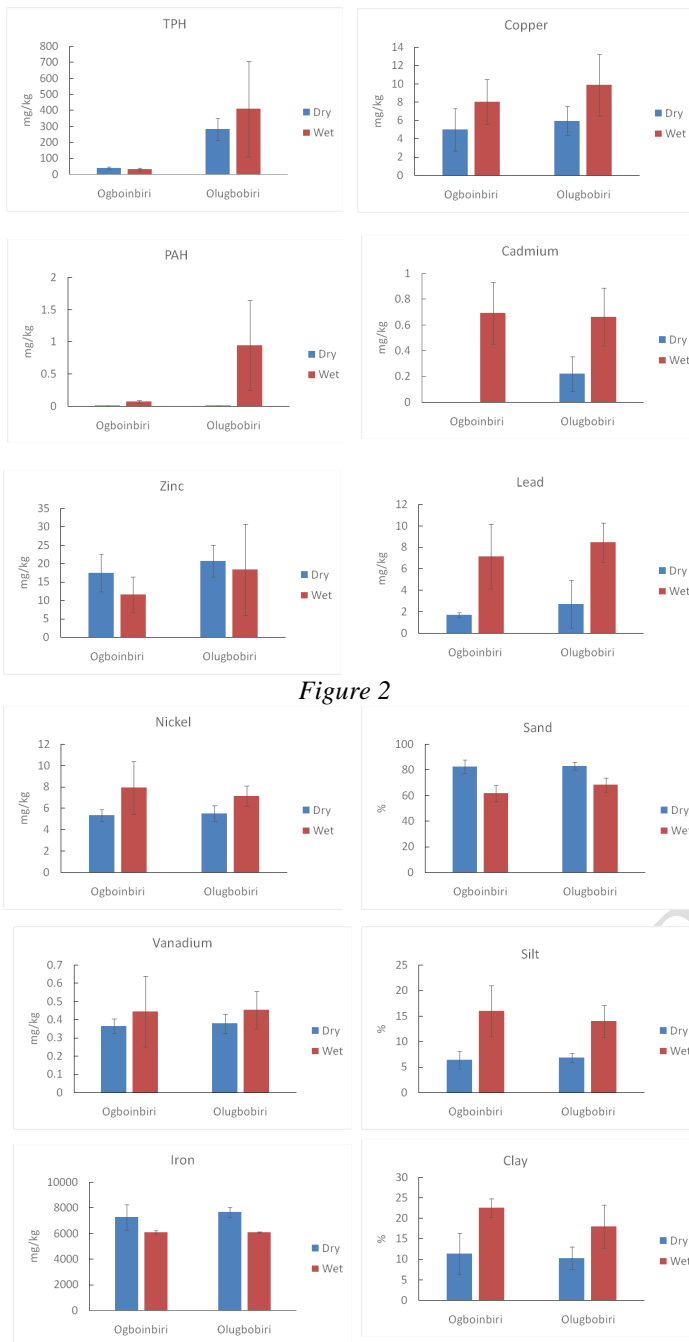 TPH
800
700
600
500
400
300
200
100
0
mg/kg
Ogboinbiri Olugbobiri
Dry
Wet
Copper
14
12
10
8
6
4
2
0
mg/kg
Ogboinbiri Olugbobiri
Dry
Wet
PAH
2
1.5
1
0.5
0
mg/kg
Ogboinbiri Olugbobiri
Dry
Wet
Cadmium
1
0.8
0.6
0.4
0.2
0
mg/kg
Ogboinbiri Olugbobiri
Dry
Wet
Zinc
35
30
25
20
15
10
5
0
mg/kg
Ogboinbiri Olugbobiri
Dry
Wet
Lead
12
10
8
6
4
2
0
mg/kg
Ogboinbiri Olugbobiri
Dry
Wet
Figure 2
Nickel
12
10
8
6
4
2
0
mg/kg
Ogboinbiri Olugbobiri
Dry
Wet
Sand
100
80
60
40
20
0
%
Ogboinbiri Olugbobiri
Dry
Wet
Vanadium
0.7
0.6
0.5
0.4
0.3
0.2
0.1
0
mg/kg
Ogboinbiri Olugbobiri
Dry
Wet
Silt
25
20
15
10
5
0
%
Ogboinbiri Olugbobiri
Dry
Wet
Iron
10000
8000
6000
4000
2000
0
mg/kg
Ogboinbiri Olugbobiri
Dry
Wet
Clay
30
25
20
15
10
5
0
%
Ogboinbiri Olugbobiri
Dry
Wet